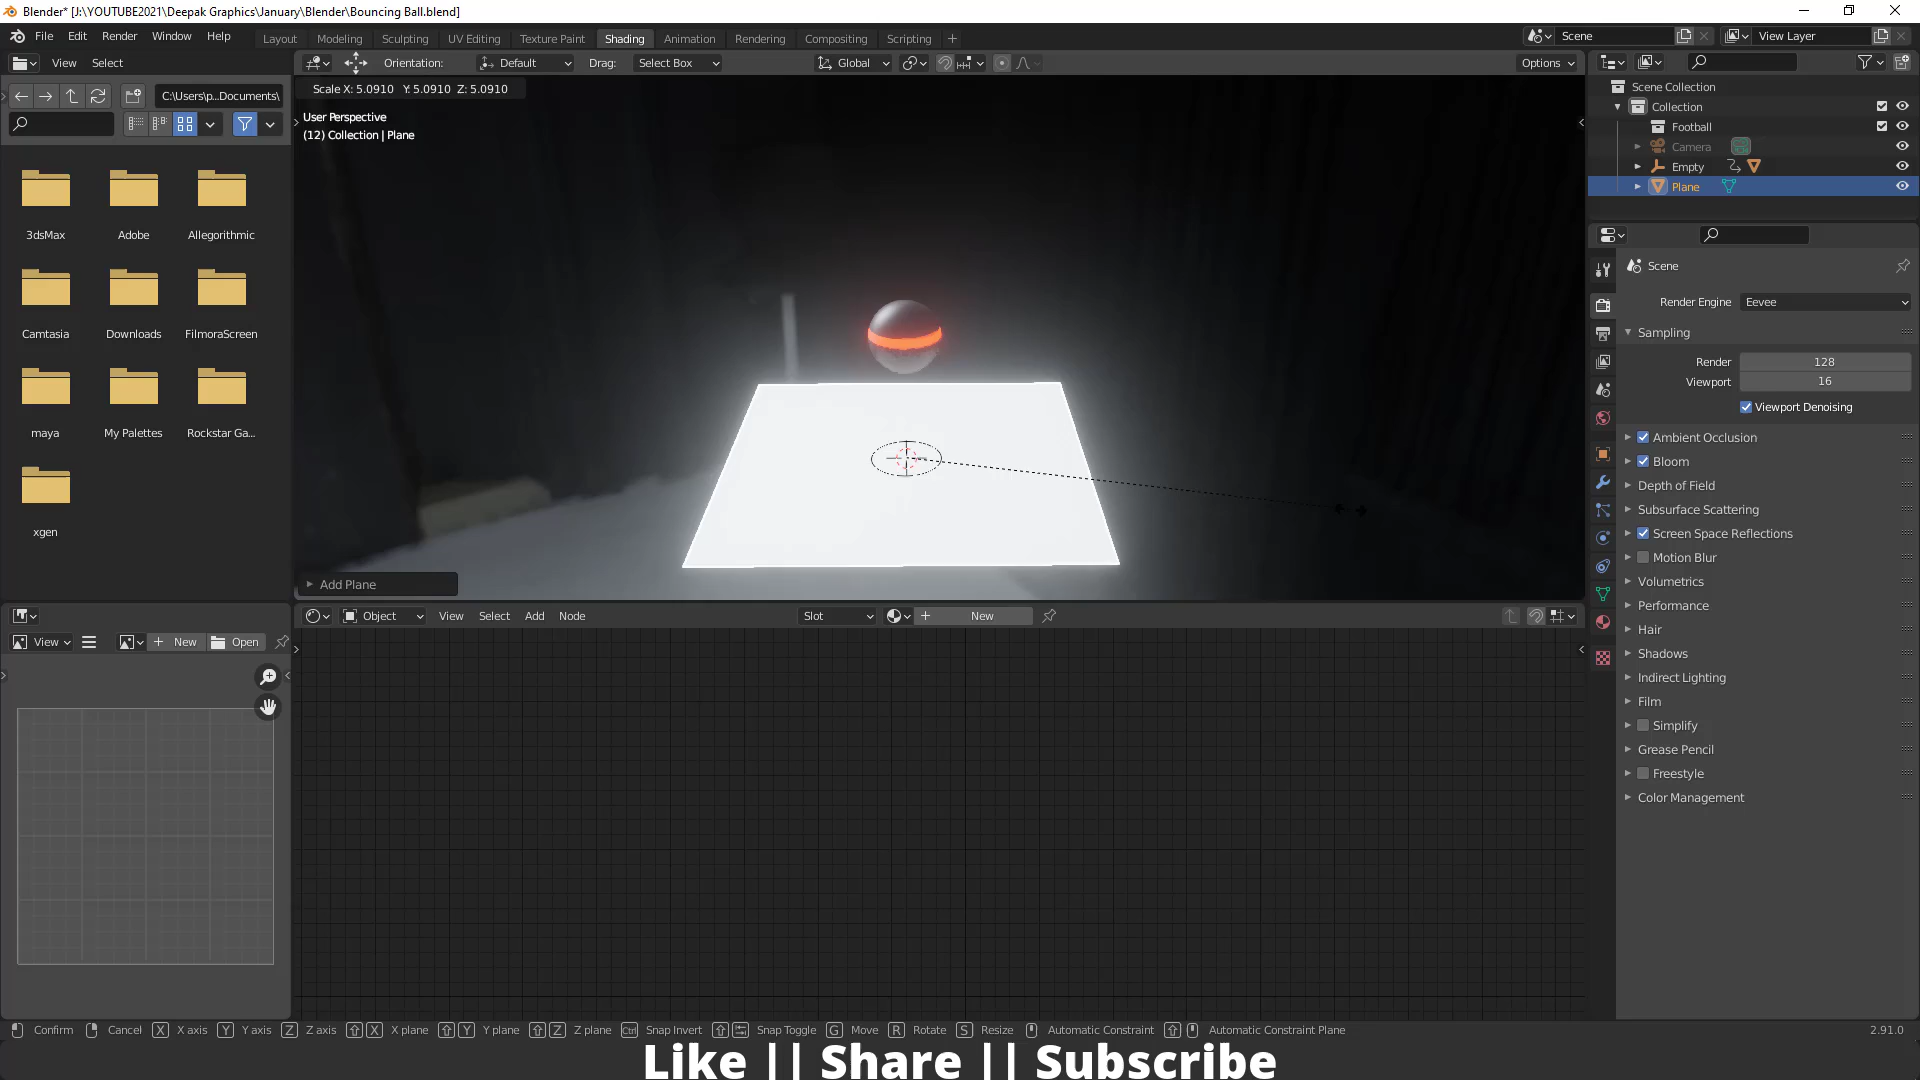 Blender* [J:\YOUTUBE2021\Deepak Graphics\January\Blender\Bouncing Ball.blend]
File Edit Render Window Help
Layout Modeling Sculpting UV Editing Texture Paint Shading Animation Rendering Compositing Scripting
Scene
View Layer
View Select
Orientation: Default Drag: Select Box
Global
Options
C:\Users\p...Documents\
Scale X: 5.0910 Y: 5.0910 Z: 5.0910
User Perspective
(12) Collection | Plane
3dsMax Adobe Allegorithmic
Camtasia Downloads FilmoraScreen
maya My Palettes Rockstar Ga...
xgen
Add Plane
Scene Collection
Collection
Football
Camera
Empty
Plane
Scene
Render Engine Eevee
Sampling
Render 128
Viewport 16
Viewport Denoising
Ambient Occlusion
Bloom
Depth of Field
Subsurface Scattering
Screen Space Reflections
Motion Blur
Volumetrics
Performance
Hair
Shadows
Indirect Lighting
Film
Simplify
Grease Pencil
Freestyle
Color Management
View New Open
Object View Select Add Node Slot New
Confirm Cancel X X axis Y Y axis Z Z axis X X plane Y Y plane Z Z plane Ctrl Snap Invert Snap Toggle G Move R Rotate S Resize Automatic Constraint Automatic Constraint Plane
2.91.0
Like || Share || Subscribe